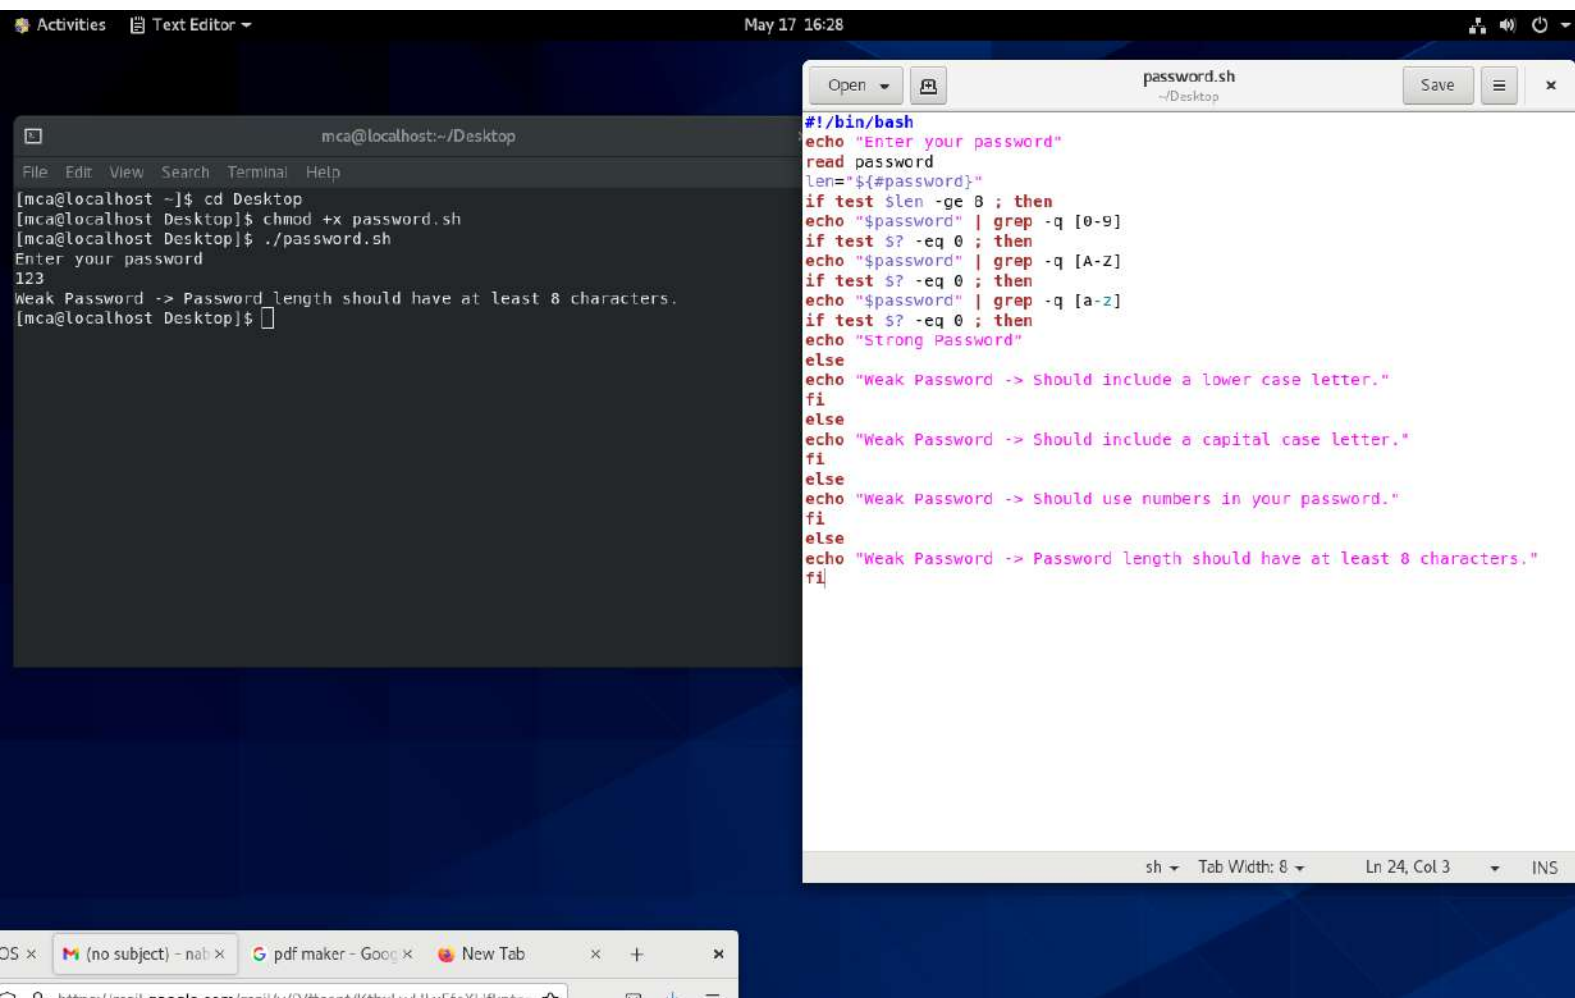 Activities Text Editor May 17 16:28
mca@localhost:~/Desktop
File Edit View Search Terminal Help
[mca@localhost ~]$ cd Desktop
[mca@localhost Desktop]$ chmod +x password.sh
[mca@localhost Desktop]$ ./password.sh
Enter your password
123
Weak Password -> Password length should have at least 8 characters.
[mca@localhost Desktop]$
Open password.sh Save
~/Desktop
#!/bin/bash
echo "Enter your password"
read password
len="${#password}"
if test $len -ge 8 ; then
echo "$password" | grep -q [0-9]
if test $? -eq 0 ; then
echo "$password" | grep -q [A-Z]
if test $? -eq 0 ; then
echo "$password" | grep -q [a-z]
if test $? -eq 0 ; then
echo "Strong Password"
else
echo "Weak Password -> Should include a lower case letter."
fi
else
echo "Weak Password -> Should include a capital case letter."
fi
else
echo "Weak Password -> Should use numbers in your password."
fi
else
echo "Weak Password -> Password length should have at least 8 characters."
fi
sh Tab Width: 8 Ln 24, Col 3 INS
OS (no subject) - nab pdf maker - Goog New Tab